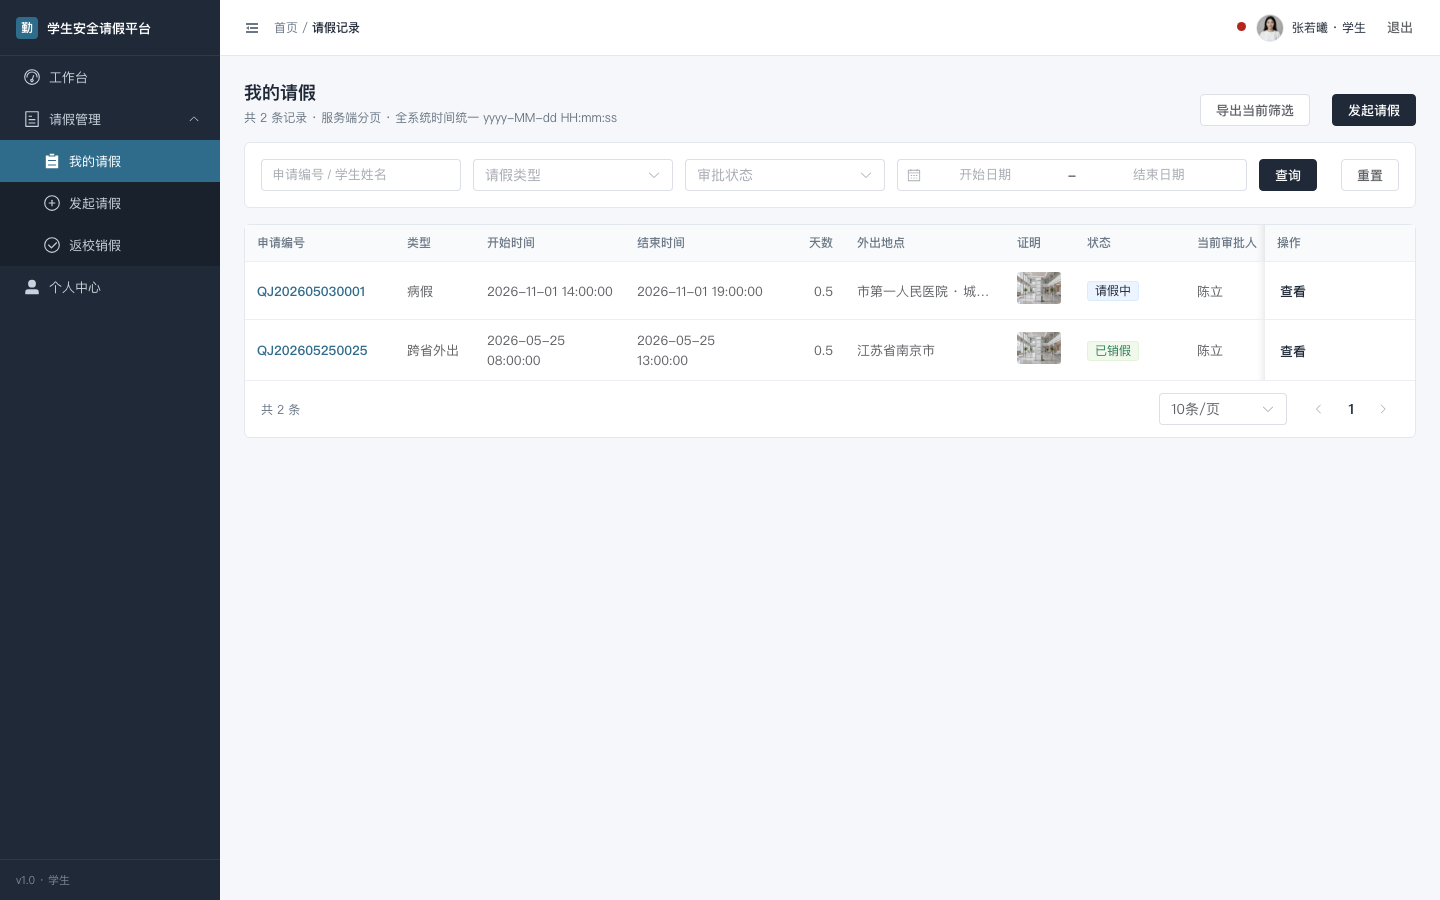 勤 学生安全请假平台
首页 / 请假记录
张若曦 · 学生
退出
工作台
请假管理
我的请假
发起请假
返校销假
个人中心
v1.0 · 学生
我的请假
共 2 条记录 · 服务端分页 · 全系统时间统一 yyyy-MM-dd HH:mm:ss
导出当前筛选
发起请假
申请编号 / 学生姓名
请假类型
审批状态
开始日期 – 结束日期
查询
重置
申请编号 类型 开始时间 结束时间 天数 外出地点 证明 状态 当前审批人 操作
QJ202605030001 病假 2026-11-01 14:00:00 2026-11-01 19:00:00 0.5 市第一人民医院 · 城... 请假中 陈立 查看
QJ202605250025 跨省外出 2026-05-25 08:00:00 2026-05-25 13:00:00 0.5 江苏省南京市 已销假 陈立 查看
共 2 条
10条/页
1